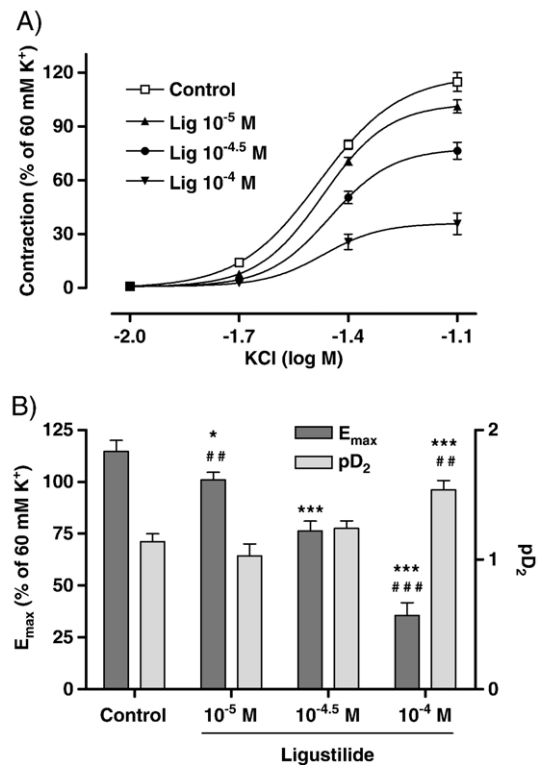 A)
Contraction (% of 60 mM K⁺)
120
90
60
30
0
Control
Lig 10⁻⁵ M
Lig 10⁻⁴·⁵ M
Lig 10⁻⁴ M
-2.0 -1.7 -1.4 -1.1
KCl (log M)
B)
Eₘₐₓ (% of 60 mM K⁺)
125
100
75
50
25
0
Eₘₐₓ
pD₂
*
##
***
***
###
***
##
2
1
0
pD₂
Control 10⁻⁵ M 10⁻⁴·⁵ M 10⁻⁴ M
Ligustilide